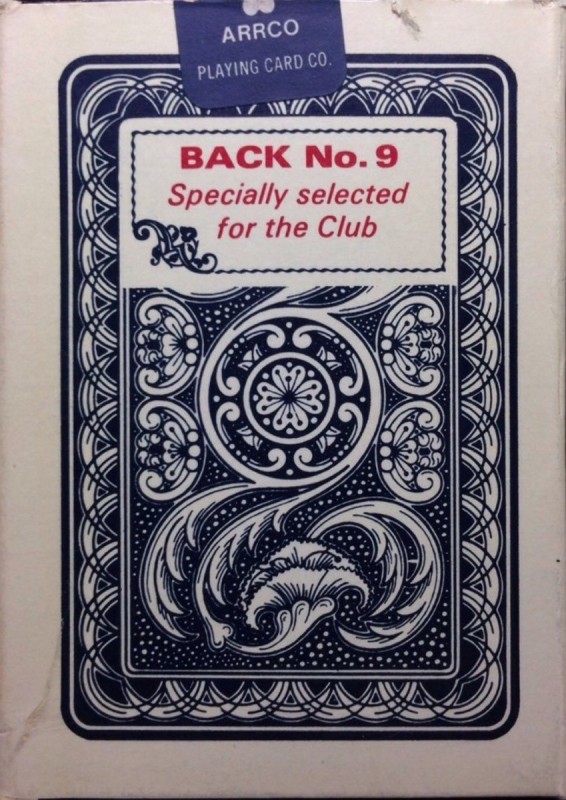 ARRCO
PLAYING CARD CO.
BACK No. 9
Specially selected
for the Club